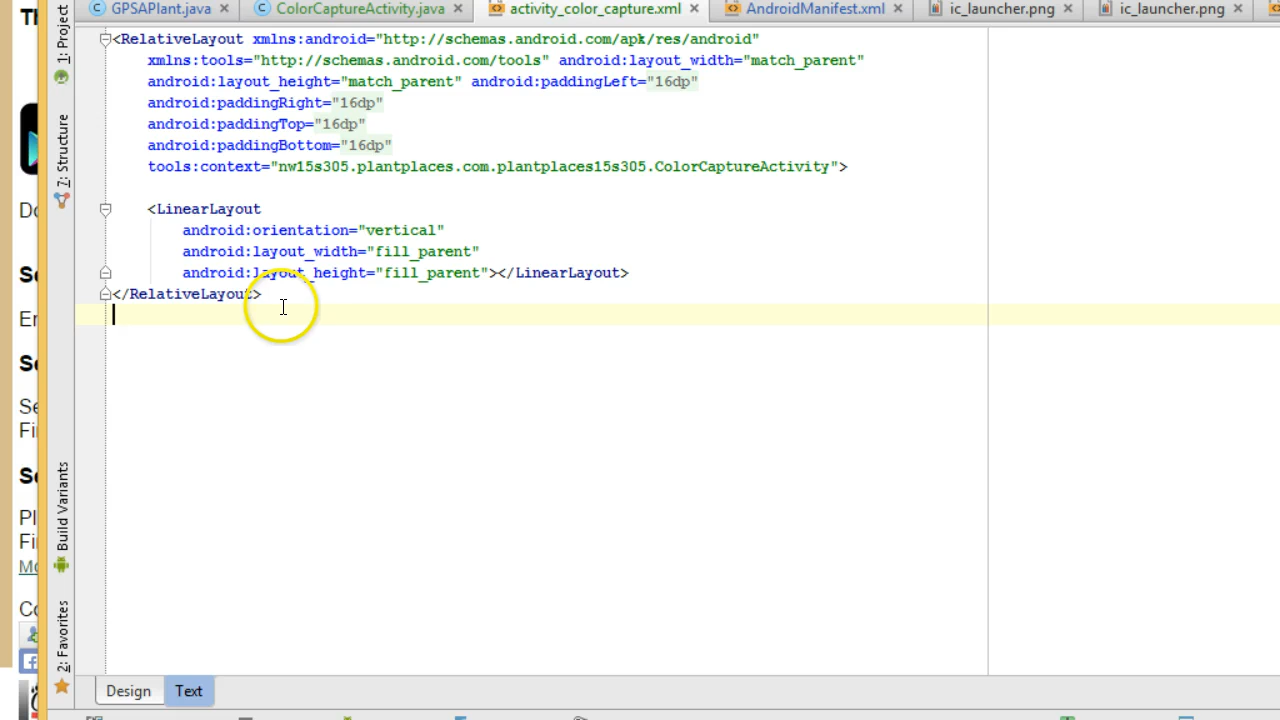 GPSAPlant.java
ColorCaptureActivity.java
activity_color_capture.xml
AndroidManifest.xml
ic_launcher.png
ic_launcher.png
1: Project
7: Structure
Build Variants
2: Favorites
<RelativeLayout xmlns:android="http://schemas.android.com/apk/res/android"
xmlns:tools="http://schemas.android.com/tools" android:layout_width="match_parent"
android:layout_height="match_parent" android:paddingLeft="16dp"
android:paddingRight="16dp"
android:paddingTop="16dp"
android:paddingBottom="16dp"
tools:context="nw15s305.plantplaces.com.plantplaces15s305.ColorCaptureActivity">
<LinearLayout
android:orientation="vertical"
android:layout_width="fill_parent"
android:layout_height="fill_parent"></LinearLayout>
</RelativeLayout>
Design
Text